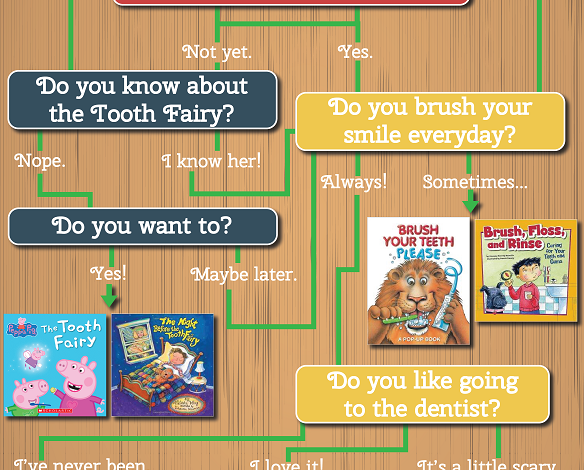 Not yet.
Yes.
Do you know about
the Tooth Fairy?
Do you brush your
smile everyday?
Nope.
I know her!
Always!
Sometimes...
Do you want to?
BRUSH
YOUR TEETH
PLEASE
A POP-UP BOOK
Brush, Floss,
and Rinse
Caring
for Your
Teeth and
Gums
Yes!
Maybe later.
Peppa Pig
The Tooth
Fairy
SCHOLASTIC
The Night
Before the
Tooth Fairy
Do you like going
to the dentist?
I've never been
I love it!
It's a little scary